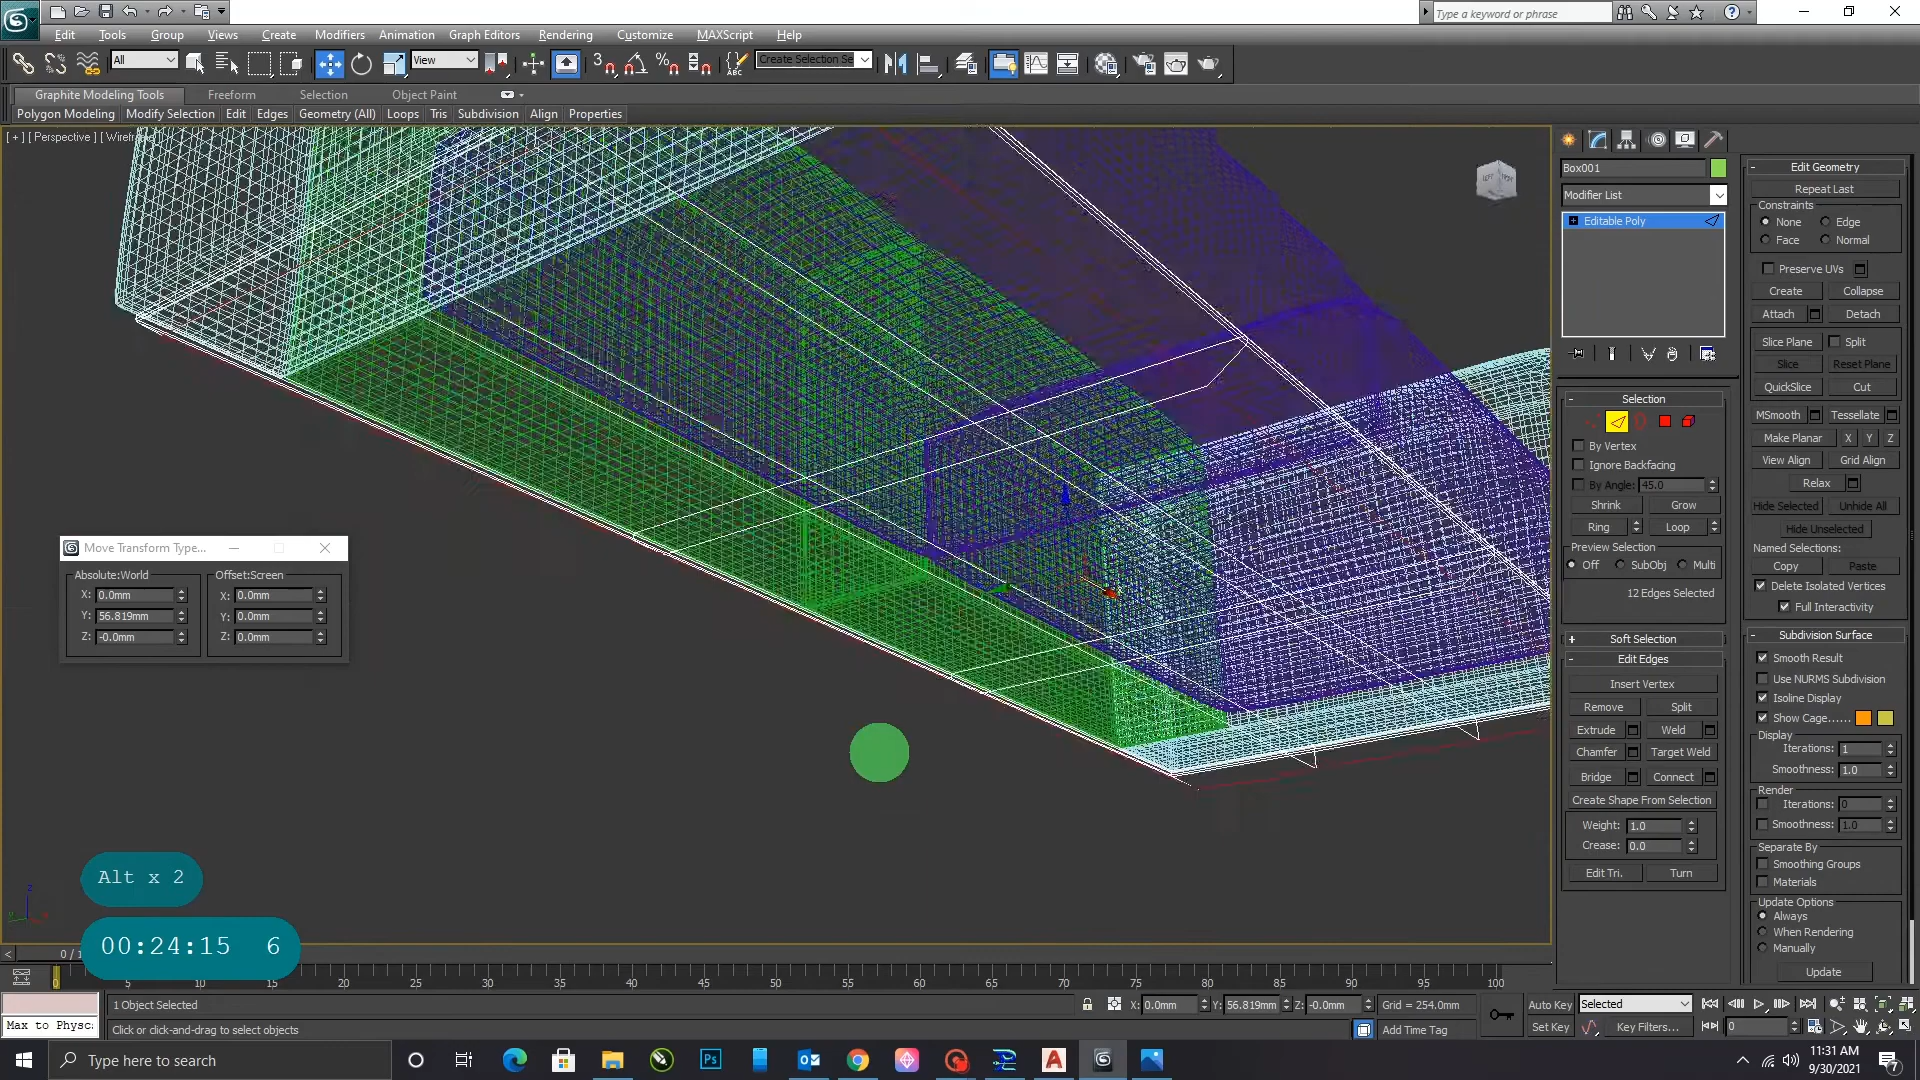 Type a keyword or phrase
Edit Tools Group Views Create Modifiers Animation Graph Editors Rendering Customize MAXScript Help
All
View
3
Create Selection Se
Graphite Modeling Tools Freeform Selection Object Paint
Polygon Modeling Modify Selection Edit Edges Geometry (All) Loops Tris Subdivision Align Properties
[ + ] [ Perspective ] [ Wirefr
Box001
Modifier List
Editable Poly
Selection
By Vertex
Ignore Backfacing
By Angle: 45.0
Shrink Grow
Ring Loop
Preview Selection
Off SubObj Multi
12 Edges Selected
Soft Selection
Edit Edges
Insert Vertex
Remove Split
Extrude Weld
Chamfer Target Weld
Bridge Connect
Create Shape From Selection
Weight: 1.0
Crease: 0.0
Edit Tri. Turn
Edit Geometry
Repeat Last
Constraints
None Edge
Face Normal
Preserve UVs
Create Collapse
Attach Detach
Slice Plane Split
Slice Reset Plane
QuickSlice Cut
MSmooth Tessellate
Make Planar X Y Z
View Align Grid Align
Relax
Hide Selected Unhide All
Hide Unselected
Named Selections:
Copy Paste
Delete Isolated Vertices
Full Interactivity
Subdivision Surface
Smooth Result
Use NURMS Subdivision
Isoline Display
Show Cage......
Display
Iterations: 1
Smoothness: 1.0
Render
Iterations: 0
Smoothness: 1.0
Separate By
Smoothing Groups
Materials
Update Options
Always
When Rendering
Manually
Update
Move Transform Type...
Absolute:World Offset:Screen
X: 0.0mm X: 0.0mm
Y: 56.819mm Y: 0.0mm
Z: -0.0mm Z: 0.0mm
Alt x 2
00:24:15 6
0 / 1
5 10 15 20 25 30 35 40 45 50 55 60 65 70 75 80 85 90 95 100
1 Object Selected
X: 0.0mm Y: 56.819mm Z: -0.0mm Grid = 254.0mm
Auto Key Selected
Max to Physc:
Click or click-and-drag to select objects
Add Time Tag
Set Key Key Filters... 0
Type here to search
Ps
11:31 AM
9/30/2021
7